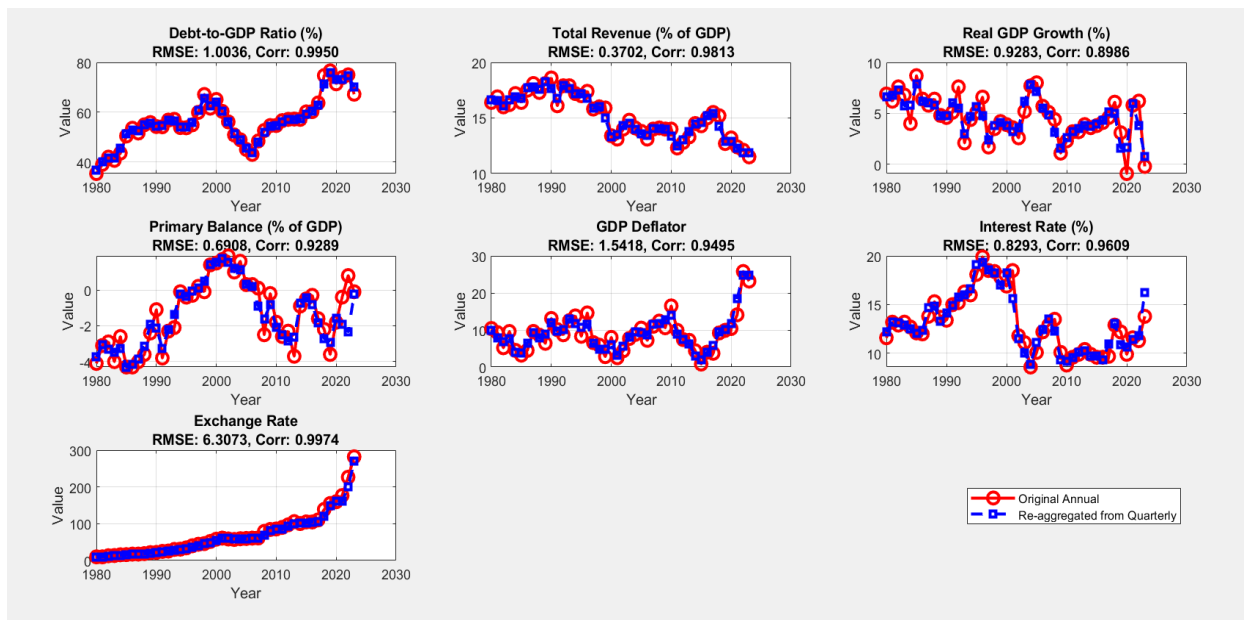 Debt-to-GDP Ratio (%)
RMSE: 1.0036, Corr: 0.9950
80
60
40
Value
1980
1990
2000
2010
2020
2030
Year
Total Revenue (% of GDP)
RMSE: 0.3702, Corr: 0.9813
20
15
10
Value
1980
1990
2000
2010
2020
2030
Year
Real GDP Growth (%)
RMSE: 0.9283, Corr: 0.8986
10
5
0
Value
1980
1990
2000
2010
2020
2030
Year
Primary Balance (% of GDP)
RMSE: 0.6908, Corr: 0.9289
0
-2
-4
Value
1980
1990
2000
2010
2020
2030
Year
GDP Deflator
RMSE: 1.5418, Corr: 0.9495
30
20
10
0
Value
1980
1990
2000
2010
2020
2030
Year
Interest Rate (%)
RMSE: 0.8293, Corr: 0.9609
20
15
10
Value
1980
1990
2000
2010
2020
2030
Year
Exchange Rate
RMSE: 6.3073, Corr: 0.9974
300
200
100
0
Value
1980
1990
2000
2010
2020
2030
Year
Original Annual
Re-aggregated from Quarterly